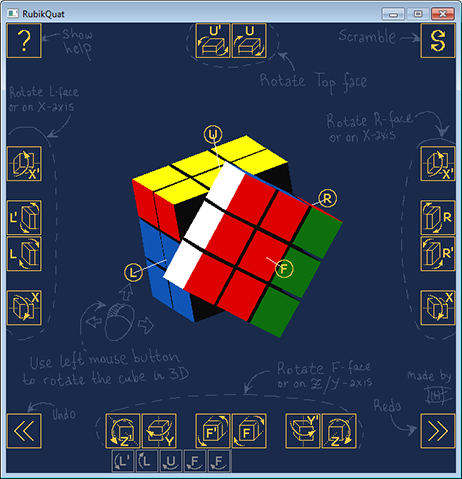 RubikQuat
?
Show
help
U' U
Scramble
S
Rotate Top face
Rotate L-face
or on X-axis
Rotate R-face
or on X-axis
X' X'
U
R
L' R
L R'
L
F
X X
Use left mouse button
to rotate the cube in 3D
Rotate F-face
or on Z/Y-axis
made by
H
Undo
Redo
Z' Y F' F Y' Z
L' L U F F